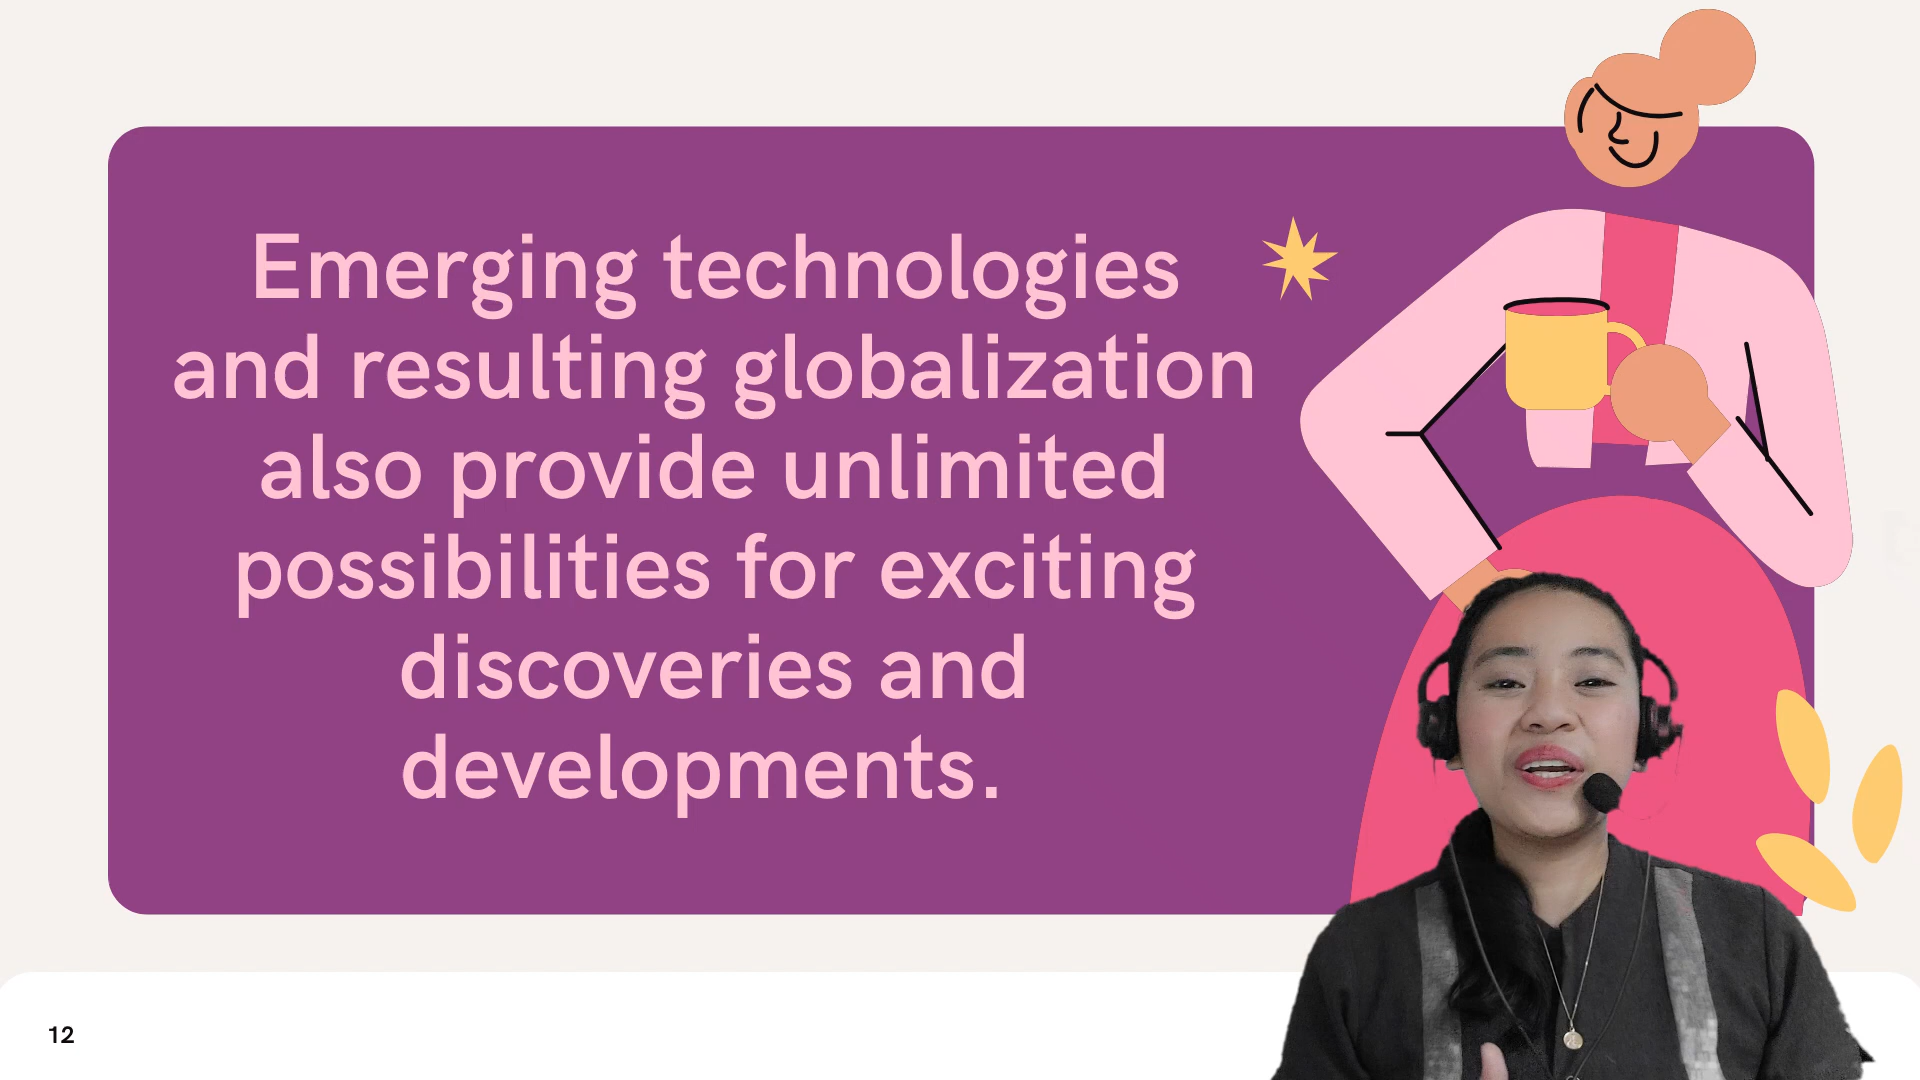 Emerging technologies
and resulting globalization
also provide unlimited
possibilities for exciting
discoveries and
developments.
12